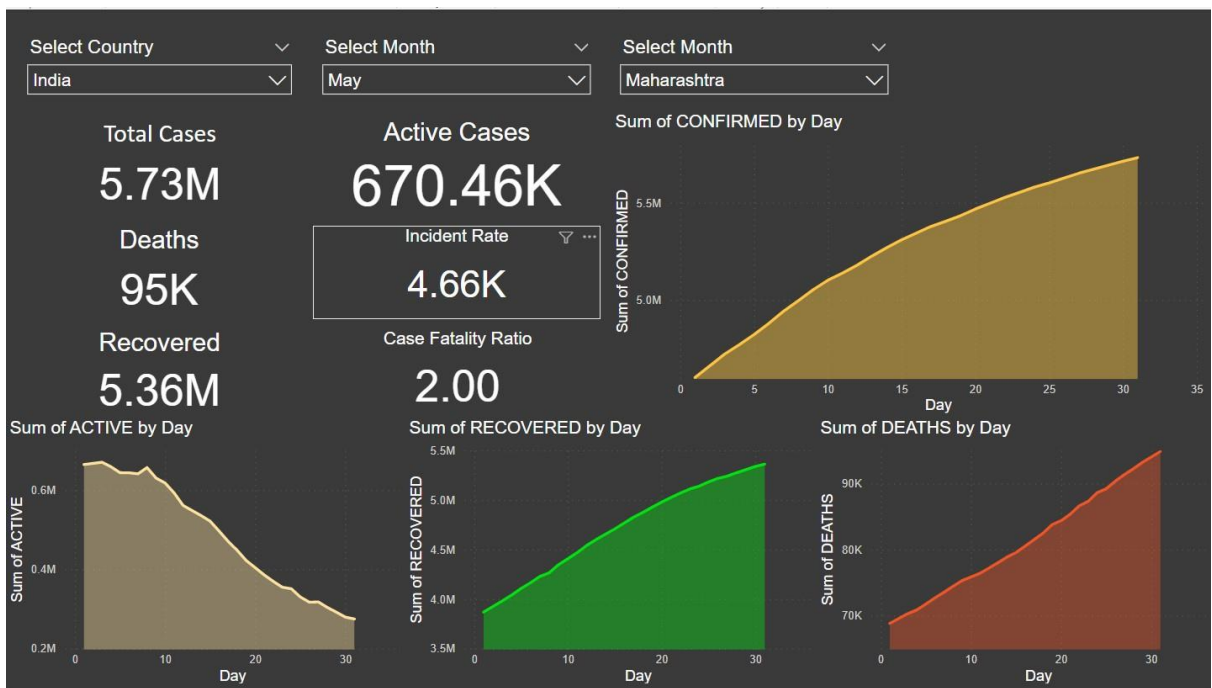 Select Country
India
Select Month
May
Select Month
Maharashtra
Total Cases
5.73M
Active Cases
670.46K
Deaths
95K
Incident Rate
4.66K
Recovered
5.36M
Case Fatality Ratio
2.00
Sum of CONFIRMED by Day
Sum of CONFIRMED
5.5M
5.0M
0 5 10 15 20 25 30 35
Day
Sum of ACTIVE by Day
Sum of ACTIVE
0.6M
0.4M
0.2M
0 10 20 30
Day
Sum of RECOVERED by Day
Sum of RECOVERED
5.5M
5.0M
4.5M
4.0M
3.5M
0 10 20 30
Day
Sum of DEATHS by Day
Sum of DEATHS
90K
80K
70K
0 10 20 30
Day